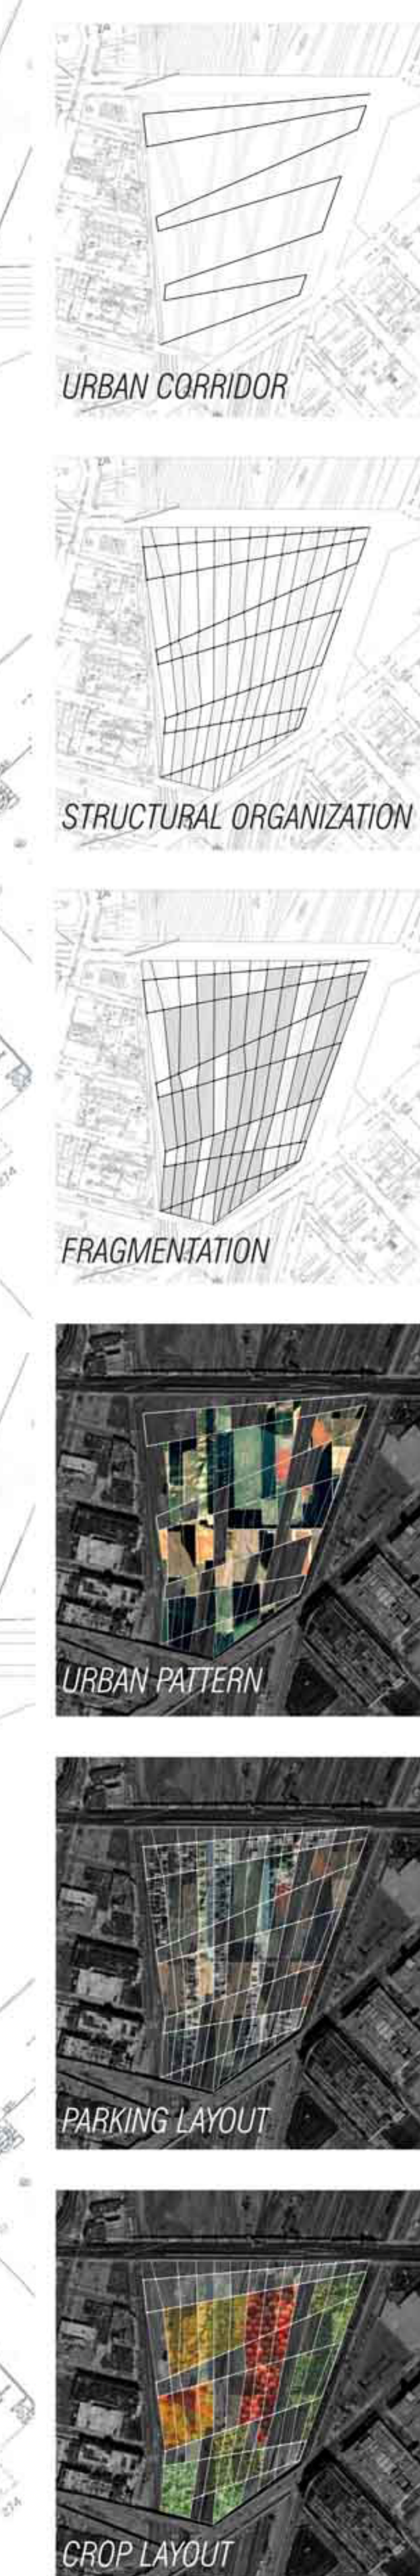 URBAN CORRIDOR
STRUCTURAL ORGANIZATION
FRAGMENTATION
URBAN PATTERN
PARKING LAYOUT
CROP LAYOUT